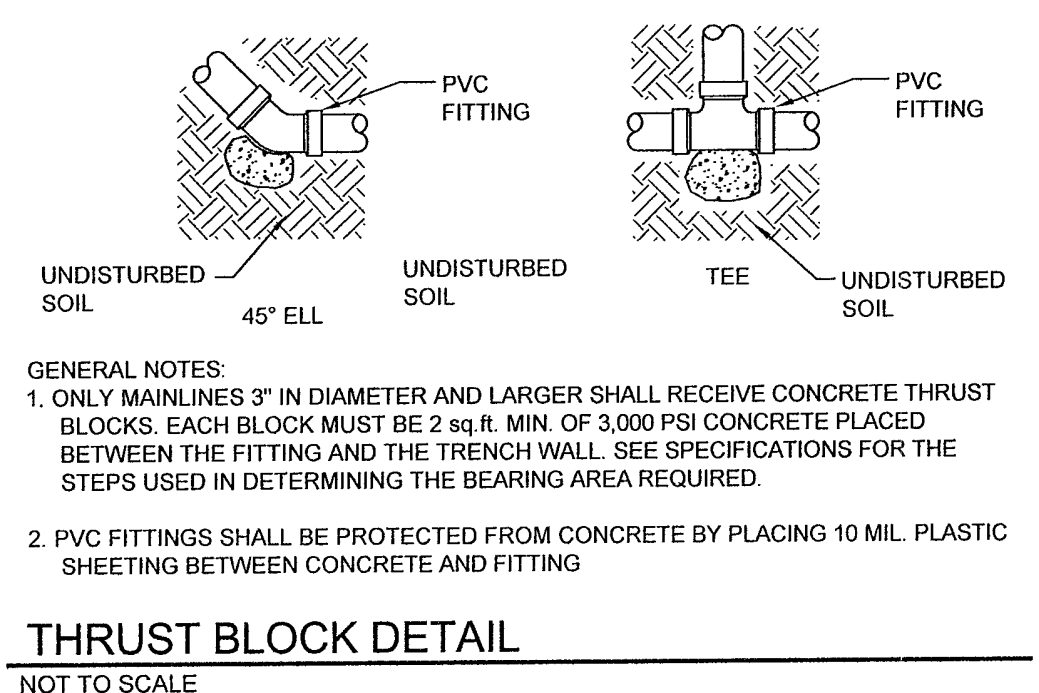 PVC
FITTING
PVC
FITTING
UNDISTURBED
SOIL
45° ELL
UNDISTURBED
SOIL
TEE
UNDISTURBED
SOIL
GENERAL NOTES:
1. ONLY MAINLINES 3" IN DIAMETER AND LARGER SHALL RECEIVE CONCRETE THRUST
BLOCKS. EACH BLOCK MUST BE 2 sq.ft. MIN. OF 3,000 PSI CONCRETE PLACED
BETWEEN THE FITTING AND THE TRENCH WALL. SEE SPECIFICATIONS FOR THE
STEPS USED IN DETERMINING THE BEARING AREA REQUIRED.
2. PVC FITTINGS SHALL BE PROTECTED FROM CONCRETE BY PLACING 10 MIL. PLASTIC
SHEETING BETWEEN CONCRETE AND FITTING
THRUST BLOCK DETAIL
NOT TO SCALE